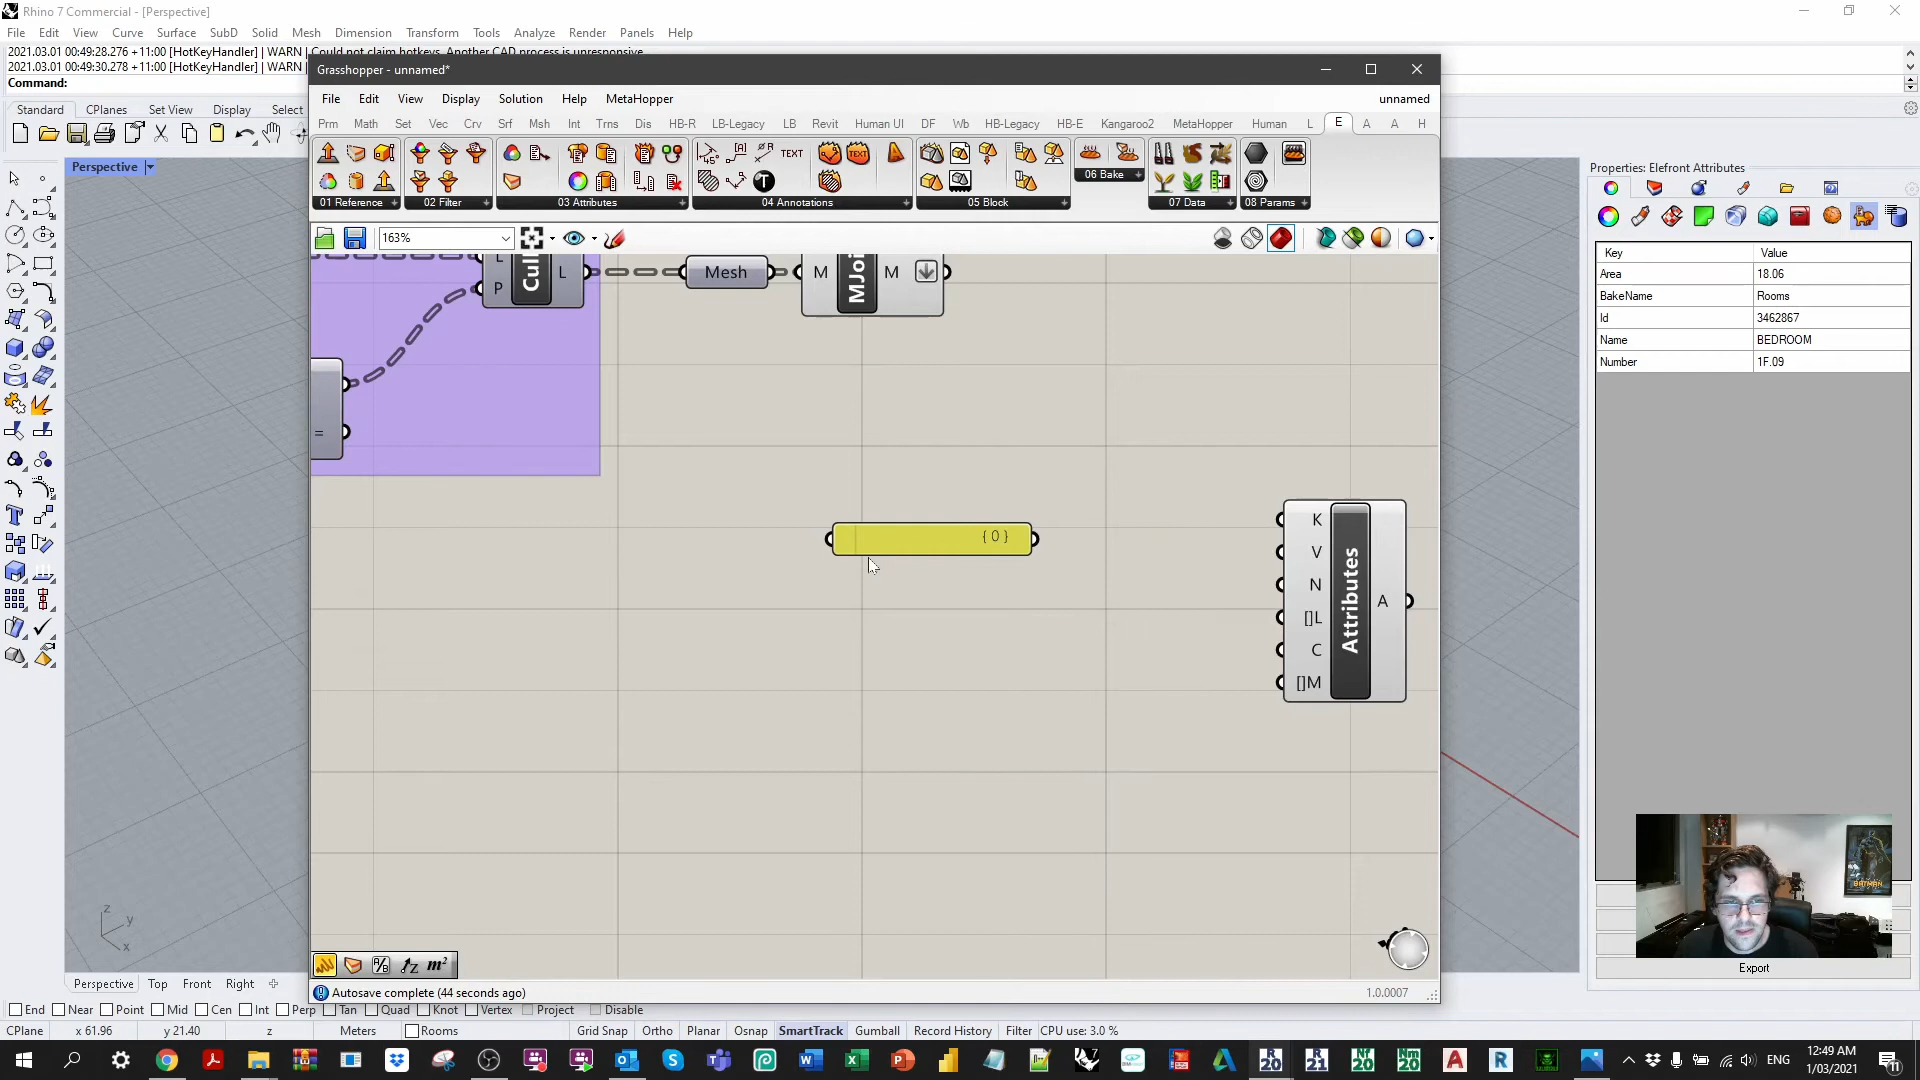 Rhino 7 Commercial - [Perspective]
File Edit View Curve Surface SubD Solid Mesh Dimension Transform Tools Analyze Render Panels Help
2021.03.01 00:49:28.276 +11:00 [HotKeyHandler] | WARN | Could not claim hotkeys. Another CAD process is unresponsive
2021.03.01 00:49:30.278 +11:00 [HotKeyHandler] | WARN |
Command:
Standard CPlanes Set View Display Select
Perspective
Grasshopper - unnamed*
File Edit View Display Solution Help MetaHopper unnamed
Prm Math Set Vec Crv Srf Msh Int Trns Dis HB-R LB-Legacy LB Revit Human UI DF Wb HB-Legacy HB-E Kangaroo2 MetaHopper Human L E A A H
TEXT TEXT
06 Bake
01 Reference 02 Filter 03 Attributes 04 Annotations 05 Block 07 Data 08 Params
163%
L L P Mesh M M
=
{ 0 }
K
V
N
[]L
C
[]M
Attributes
A
m²
Autosave complete (44 seconds ago) 1.0.0007
Properties: Elefront Attributes
Key Value
Area 18.06
BakeName Rooms
Id 3462867
Name BEDROOM
Number 1F.09
BATMAN
Export
z y x
Perspective Top Front Right
End Near Point Mid Cen Int Perp Tan Quad Knot Vertex Project Disable
CPlane x 61.96 y 21.40 z Meters Rooms Grid Snap Ortho Planar Osnap SmartTrack Gumball Record History Filter CPU use: 3.0 %
ENG
12:49 AM
1/03/2021